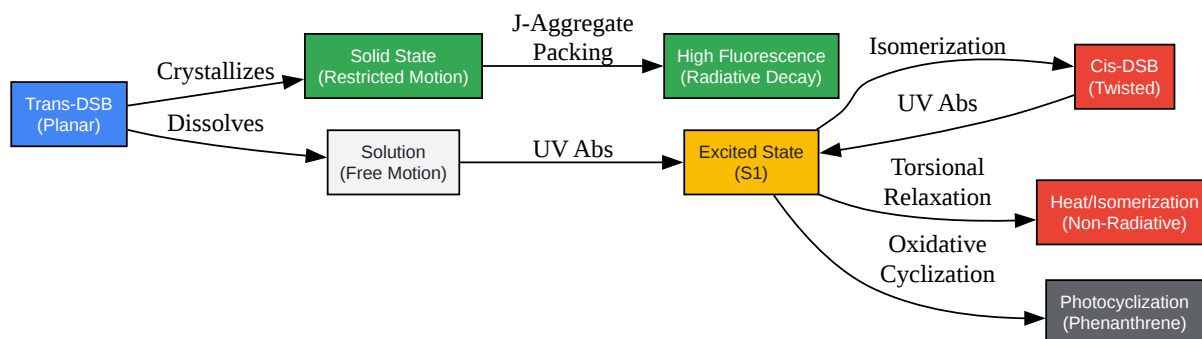 Trans-DSB
(Planar)
Crystallizes
Dissolves
Solid State
(Restricted Motion)
Solution
(Free Motion)
J-Aggregate
Packing
UV Abs
High Fluorescence
(Radiative Decay)
Excited State
(S1)
Isomerization
UV Abs
Torsional
Relaxation
Oxidative
Cyclization
Cis-DSB
(Twisted)
Heat/Isomerization
(Non-Radiative)
Photocyclization
(Phenanthrene)